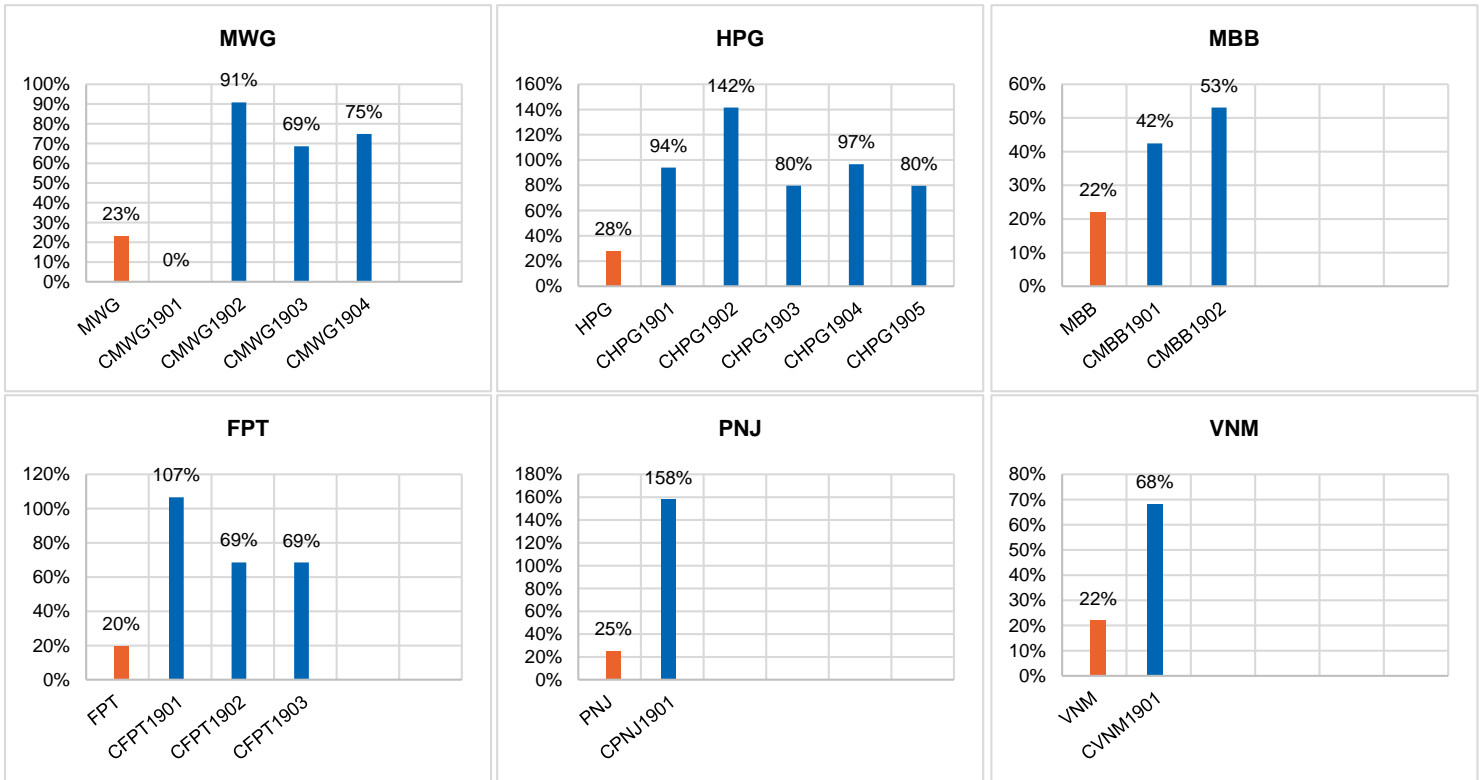 MWG
100%
90%
80%
70%
60%
50%
40%
30%
20%
10%
0%
23%
0%
91%
69%
75%
MWG
CMWG1901
CMWG1902
CMWG1903
CMWG1904
HPG
160%
140%
120%
100%
80%
60%
40%
20%
0%
28%
94%
142%
80%
97%
80%
HPG
CHPG1901
CHPG1902
CHPG1903
CHPG1904
CHPG1905
MBB
60%
50%
40%
30%
20%
10%
0%
22%
42%
53%
MBB
CMBB1901
CMBB1902
FPT
120%
100%
80%
60%
40%
20%
0%
20%
107%
69%
69%
FPT
CFPT1901
CFPT1902
CFPT1903
PNJ
180%
160%
140%
120%
100%
80%
60%
40%
20%
0%
25%
158%
PNJ
CPNJ1901
VNM
80%
70%
60%
50%
40%
30%
20%
10%
0%
22%
68%
VNM
CVNM1901